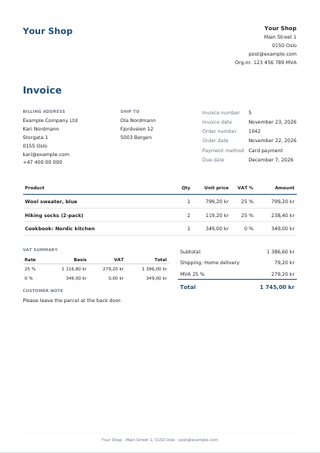 Your Shop
Your Shop
Main Street 1
0150 Oslo
post@example.com
Org.nr. 123 456 789 MVA
Invoice
BILLING ADDRESS
Example Company Ltd
Kari Nordmann
Storgata 1
0155 Oslo
kari@example.com
+47 400 00 000
SHIP TO
Ola Nordmann
Fjordveien 12
5003 Bergen
Invoice number 5
Invoice date November 23, 2026
Order number 1042
Order date November 22, 2026
Payment method Card payment
Due date December 7, 2026
Product Qty Unit price VAT % Amount
Wool sweater, blue 1 799,20 kr 25 % 799,20 kr
Hiking socks (2-pack) 2 119,20 kr 25 % 238,40 kr
Cookbook: Nordic kitchen 1 349,00 kr 0 % 349,00 kr
VAT SUMMARY
Rate Basis VAT Total
25 % 1 116,80 kr 279,20 kr 1 396,00 kr
0 % 349,00 kr 0,00 kr 349,00 kr
CUSTOMER NOTE
Please leave the parcel at the back door.
Subtotal 1 386,60 kr
Shipping: Home delivery 79,20 kr
MVA 25 % 279,20 kr
Total 1 745,00 kr
Your Shop · Main Street 1, 0150 Oslo · post@example.com